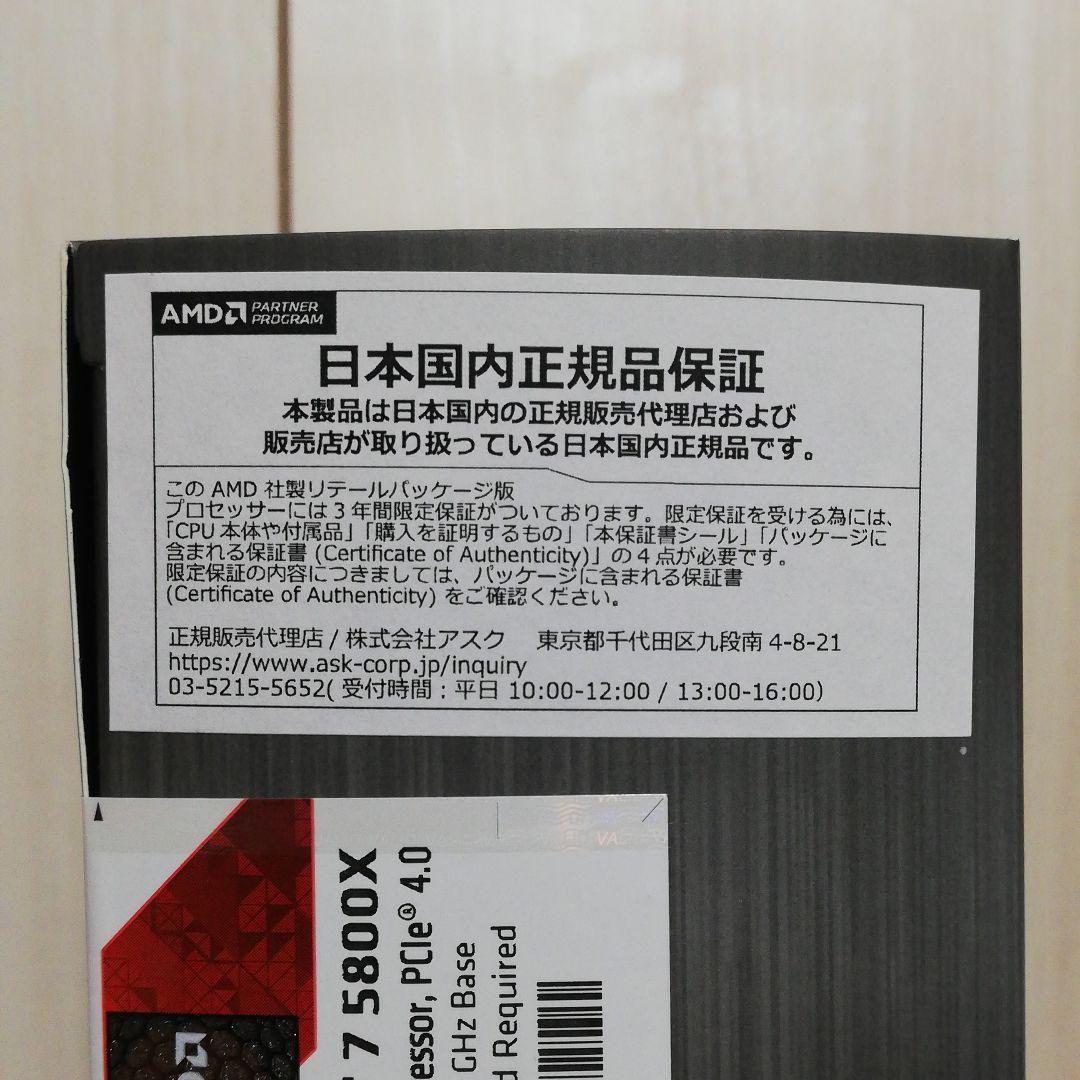 AMD PARTNER PROGRAM
日本国内正規品保証
本製品は日本国内の正規販売代理店および
販売店が取り扱っている日本国内正規品です。
この AMD 社製リテールパッケージ版
プロセッサーには 3 年間限定保証がついております。限定保証を受ける為には、
「CPU 本体や付属品」「購入を証明するもの」「本保証書シール」「パッケージに
含まれる保証書 (Certificate of Authenticity)」の 4 点が必要です。
限定保証の内容につきましては、パッケージに含まれる保証書
(Certificate of Authenticity) をご確認ください。
正規販売代理店 / 株式会社アスク 東京都千代田区九段南 4-8-21
https://www.ask-corp.jp/inquiry
03-5215-5652( 受付時間：平日 10:00-12:00 / 13:00-16:00）
7 5800X
essor, PCIe® 4.0
GHz Base
d Required
VA
VA